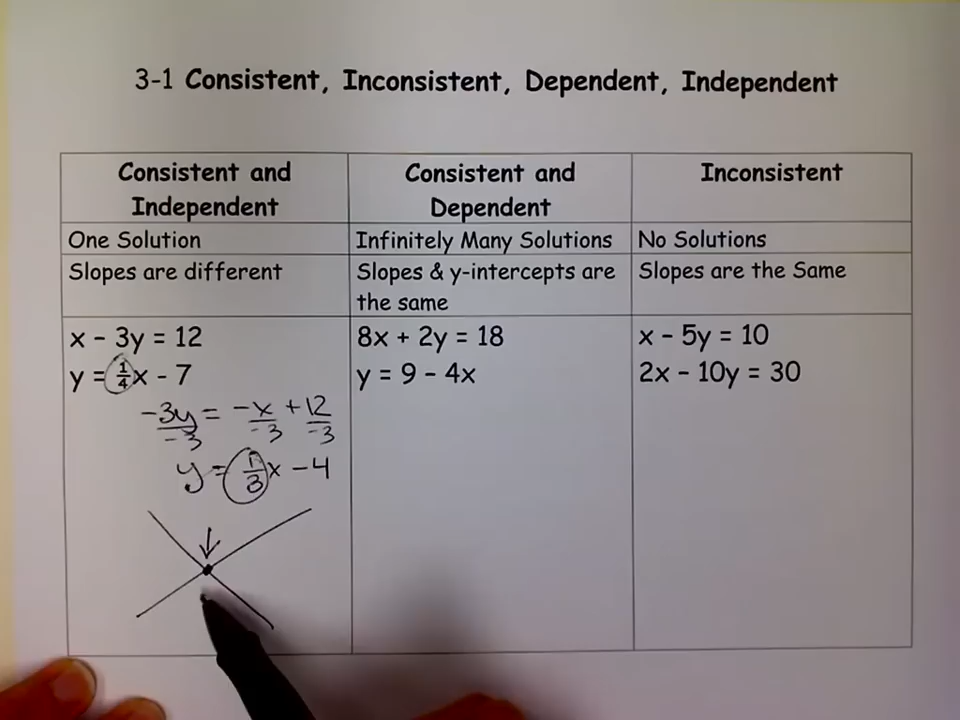 3-1 Consistent, Inconsistent, Dependent, Independent
Consistent and
Independent
One Solution
Slopes are different
x - 3y = 12
y = 1/4x - 7
-3y = -x + 12
-3 -3 -3
y = 1/3x - 4
Consistent and
Dependent
Infinitely Many Solutions
Slopes & y-intercepts are
the same
8x + 2y = 18
y = 9 - 4x
Inconsistent
No Solutions
Slopes are the Same
x - 5y = 10
2x - 10y = 30